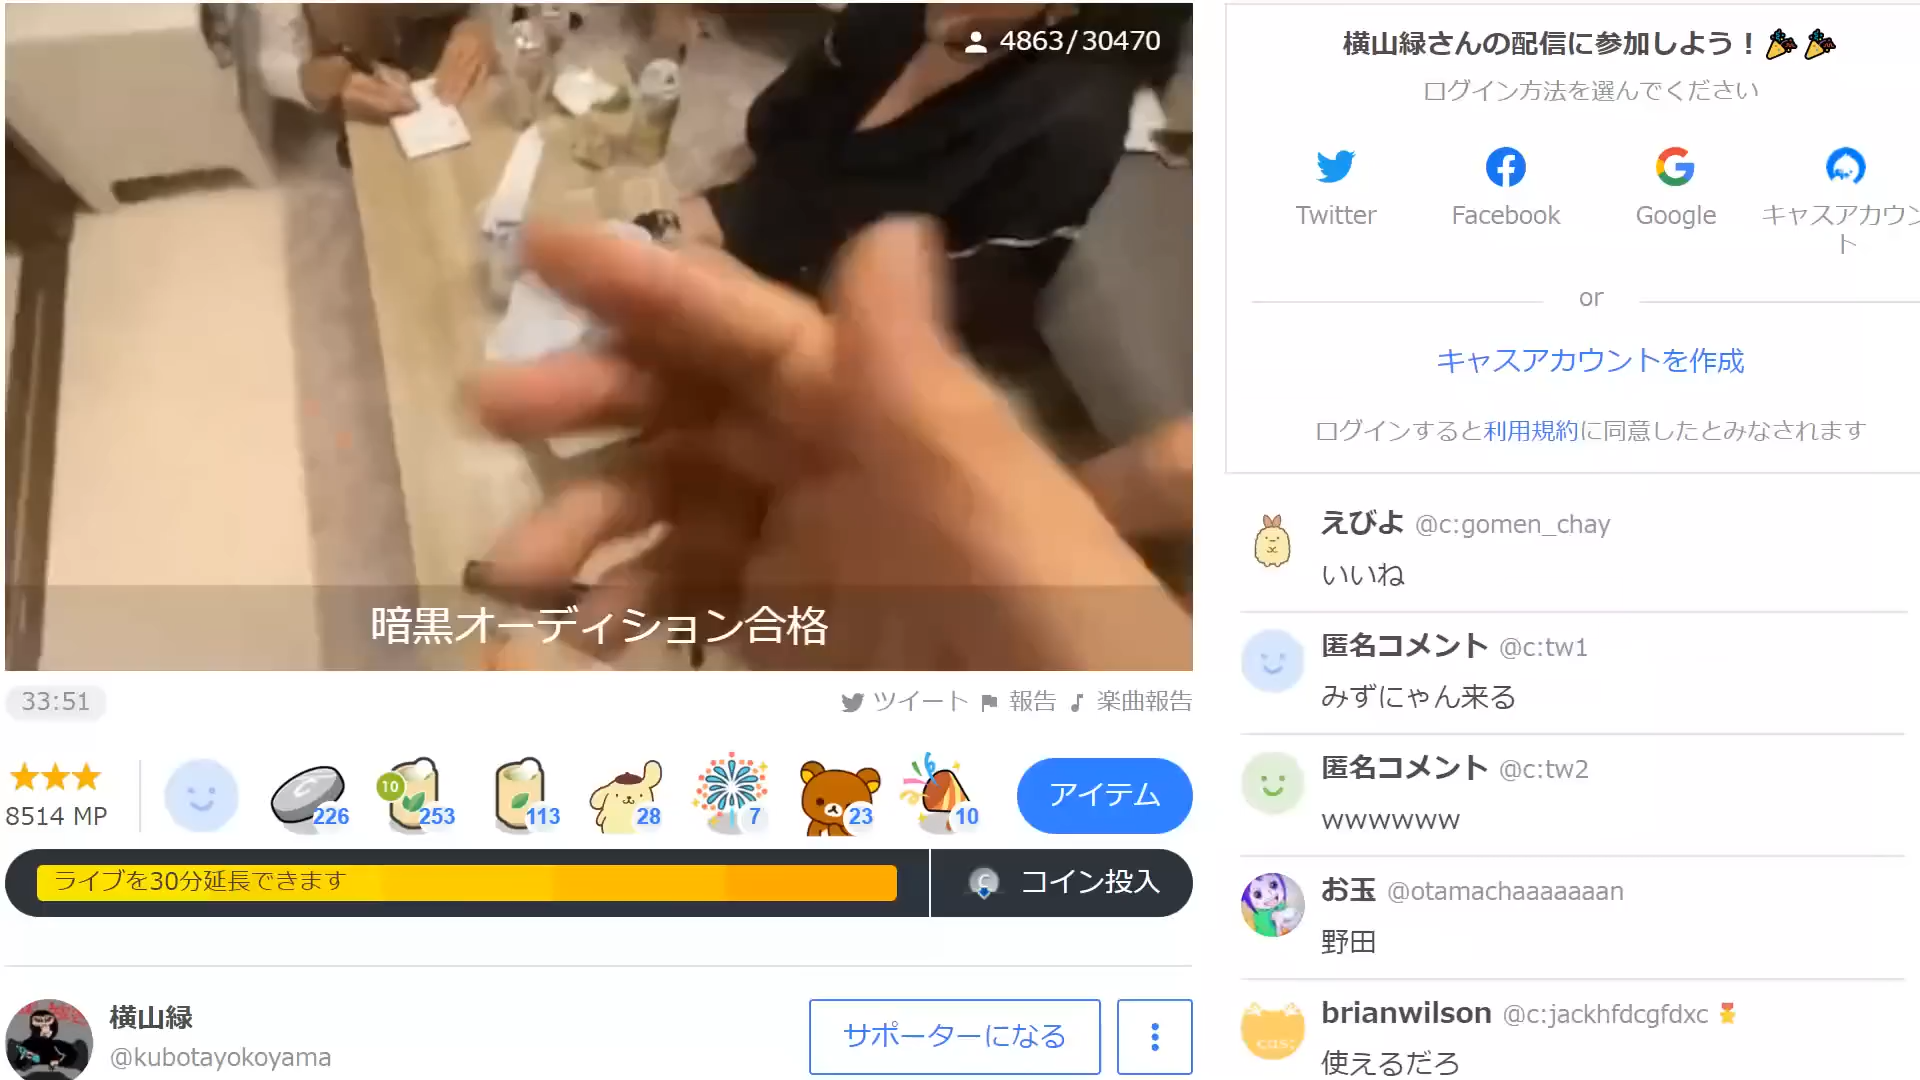 4863/30470
暗黒オーディション合格
33:51
ツイート 報告 楽曲報告
8514 MP
226
10
253
113
28
7
23
10
アイテム
ライブを30分延長できます
コイン投入
横山緑
@kubotayokoyama
サポーターになる
横山緑さんの配信に参加しよう！
ログイン方法を選んでください
Twitter
Facebook
Google
キャスアカウン
ト
or
キャスアカウントを作成
ログインすると利用規約に同意したとみなされます
えびよ @c:gomen_chay
いいね
匿名コメント @c:tw1
みずにゃん来る
匿名コメント @c:tw2
wwwwww
お玉 @otamachaaaaaaan
野田
brianwilson @c:jackhfdcgfdxc
cas:
使えるだろ